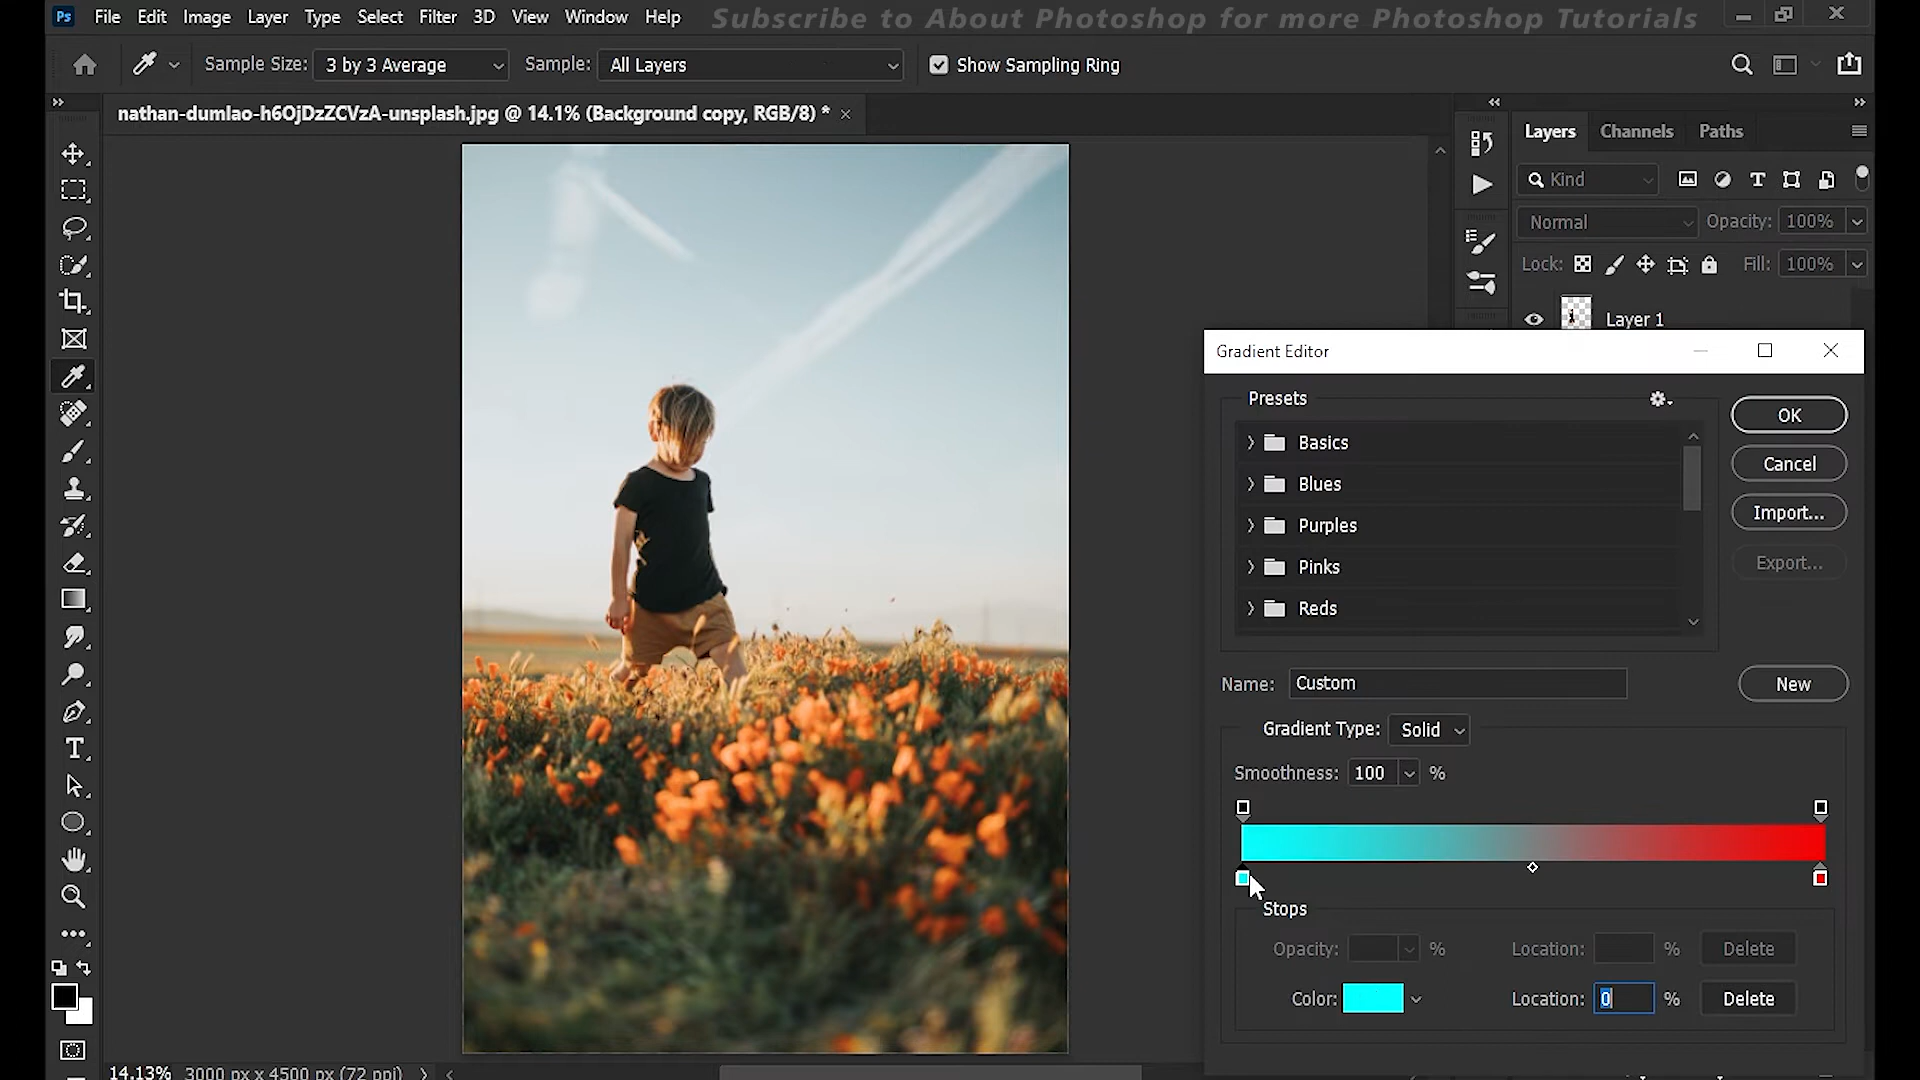 Ps File Edit Image Layer Type Select Filter 3D View Window Help
Subscribe to About Photoshop for more Photoshop Tutorials
Sample Size: 3 by 3 Average Sample: All Layers Show Sampling Ring
nathan-dumlao-h6OjDzZCVzA-unsplash.jpg @ 14.1% (Background copy, RGB/8) *
Layers Channels Paths
Kind
Normal Opacity: 100%
Lock: Fill: 100%
Layer 1
Gradient Editor
Presets
Basics
Blues
Purples
Pinks
Reds
OK
Cancel
Import...
Export...
Name: Custom New
Gradient Type: Solid
Smoothness: 100 %
Stops
Opacity: % Location: % Delete
Color: Location: 0 % Delete
14.13% 3000 px x 4500 px (72 ppi)